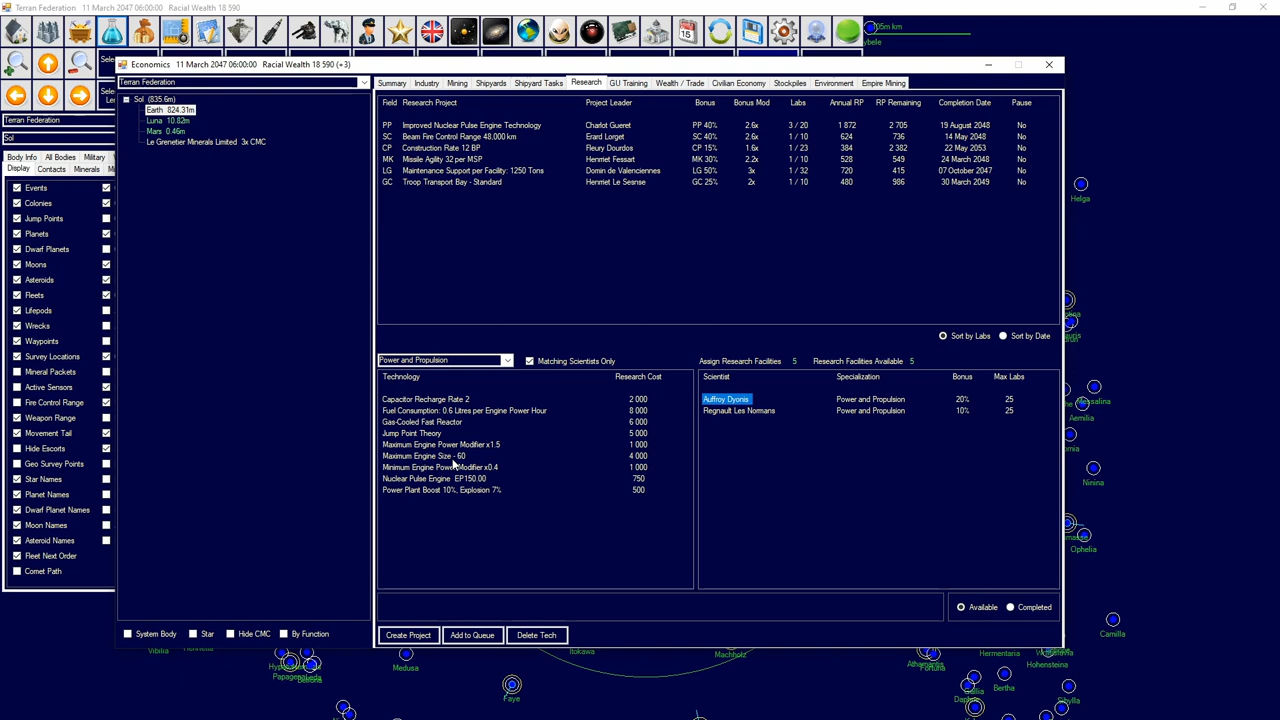 Terran Federation 11 March 2047 06:00:00 Racial Wealth 18 590
05m km
ybele
Economics 11 March 2047 06:00:00 Racial Wealth 18 590 (+3)
Terran Federation
Summary Industry Mining Shipyards Shipyard Tasks Research GU Training Wealth / Trade Civilian Economy Stockpiles Environment Empire Mining
Sol (835.6m)
Earth 824.31m
Luna 10.82m
Mars 0.46m
Le Grenetier Minerals Limited 3x CMC
Terran Federation
Sol
Body Info All Bodies Military
Display Contacts Minerals
Events
Colonies
Jump Points
Planets
Dwarf Planets
Moons
Asteroids
Fleets
Lifepods
Wrecks
Waypoints
Survey Locations
Mineral Packets
Active Sensors
Fire Control Range
Weapon Range
Movement Tail
Hide Escorts
Geo Survey Points
Star Names
Planet Names
Dwarf Planet Names
Moon Names
Asteroid Names
Fleet Next Order
Comet Path
Field Research Project Project Leader Bonus Bonus Mod Labs Annual RP RP Remaining Completion Date Pause
PP Improved Nuclear Pulse Engine Technology Charlot Gueret PP 40% 2.6x 3 / 20 1 872 2 705 19 August 2048 No
SC Beam Fire Control Range 48,000 km Erard Lorget SC 40% 2.6x 1 / 10 624 736 14 May 2048 No
CP Construction Rate 12 BP Fleury Dourdos CP 15% 1.6x 1 / 23 384 2 382 22 May 2053 No
MK Missile Agility 32 per MSP Henriet Fessart MK 30% 2.2x 1 / 10 528 549 24 March 2048 No
LG Maintenance Support per Facility: 1250 Tons Domin de Valenciennes LG 50% 3x 1 / 32 720 415 07 October 2047 No
GC Troop Transport Bay - Standard Henriet Le Sesnse GC 25% 2x 1 / 10 480 986 30 March 2049 No
Sort by Labs Sort by Date
Power and Propulsion Matching Scientists Only Assign Research Facilities 5 Research Facilities Available 5
Technology Research Cost
Capacitor Recharge Rate 2 2 000
Fuel Consumption: 0.6 Litres per Engine Power Hour 8 000
Gas-Cooled Fast Reactor 6 000
Jump Point Theory 5 000
Maximum Engine Power Modifier x1.5 1 000
Maximum Engine Size - 60 4 000
Minimum Engine Power Modifier x0.4 1 000
Nuclear Pulse Engine EP150.00 750
Power Plant Boost 10%, Explosion 7% 500
Scientist Specialization Bonus Max Labs
Auffroy Dyonis Power and Propulsion 20% 25
Regnault Les Normans Power and Propulsion 10% 25
Available Completed
System Body Star Hide CMC By Function
Create Project Add to Queue Delete Tech
Helga
Aemilia
Ninina
Ophelia
Camilla
Vibilia
Medusa
Itokawa
Machholz
Hermentaria
Hohensteina
Faye
Bertha
Sibylla